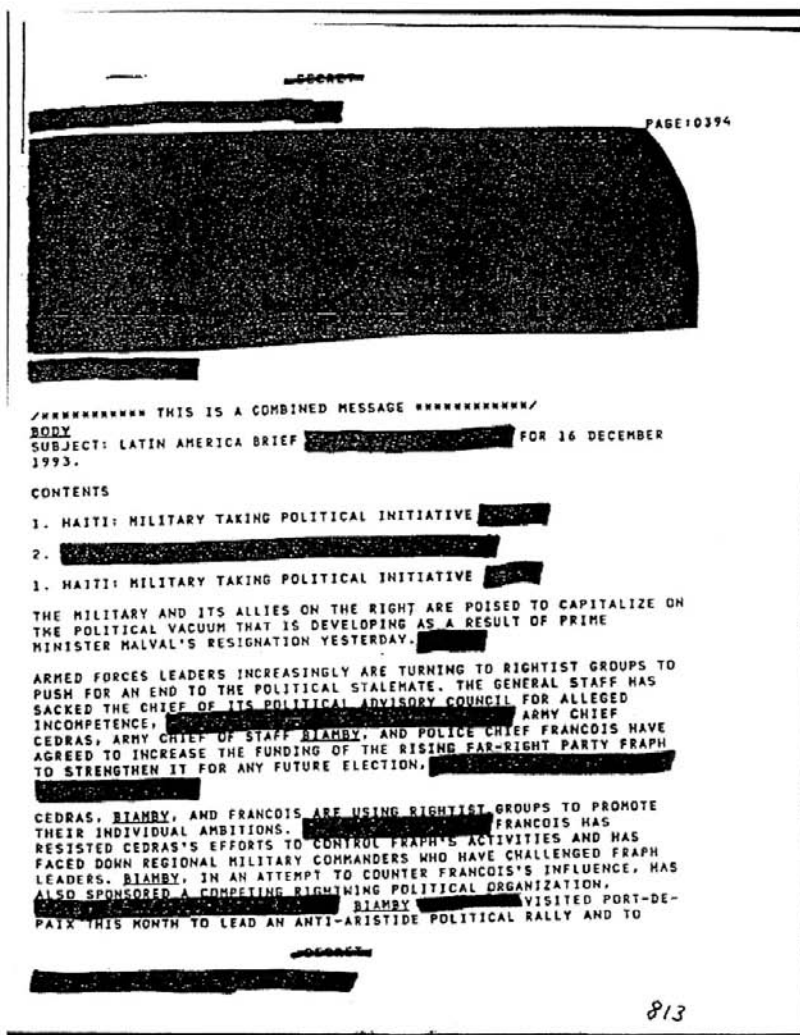 SECRET
PAGE:0394
/*********** THIS IS A COMBINED MESSAGE ************/
BODY
SUBJECT: LATIN AMERICA BRIEF FOR 16 DECEMBER
1993.
CONTENTS
1. HAITI: MILITARY TAKING POLITICAL INITIATIVE
2.
1. HAITI: MILITARY TAKING POLITICAL INITIATIVE
THE MILITARY AND ITS ALLIES ON THE RIGHT ARE POISED TO CAPITALIZE ON
THE POLITICAL VACUUM THAT IS DEVELOPING AS A RESULT OF PRIME
MINISTER MALVAL'S RESIGNATION YESTERDAY.
ARMED FORCES LEADERS INCREASINGLY ARE TURNING TO RIGHTIST GROUPS TO
PUSH FOR AN END TO THE POLITICAL STALEMATE. THE GENERAL STAFF HAS
SACKED THE CHIEF OF ITS POLITICAL ADVISORY COUNCIL FOR ALLEGED
INCOMPETENCE, ARMY CHIEF
CEDRAS, ARMY CHIEF OF STAFF BIAMBY, AND POLICE CHIEF FRANCOIS HAVE
AGREED TO INCREASE THE FUNDING OF THE RISING FAR-RIGHT PARTY FRAPH
TO STRENGTHEN IT FOR ANY FUTURE ELECTION,
CEDRAS, BIAMBY, AND FRANCOIS ARE USING RIGHTIST GROUPS TO PROMOTE
THEIR INDIVIDUAL AMBITIONS. FRANCOIS HAS
RESISTED CEDRAS'S EFFORTS TO CONTROL FRAPH'S ACTIVITIES AND HAS
FACED DOWN REGIONAL MILITARY COMMANDERS WHO HAVE CHALLENGED FRAPH
LEADERS. BIAMBY, IN AN ATTEMPT TO COUNTER FRANCOIS'S INFLUENCE, HAS
ALSO SPONSORED A COMPETING RIGHWING POLITICAL ORGANIZATION,
BIAMBY VISITED PORT-DE-
PAIX THIS MONTH TO LEAD AN ANTI-ARISTIDE POLITICAL RALLY AND TO
SECRET
813